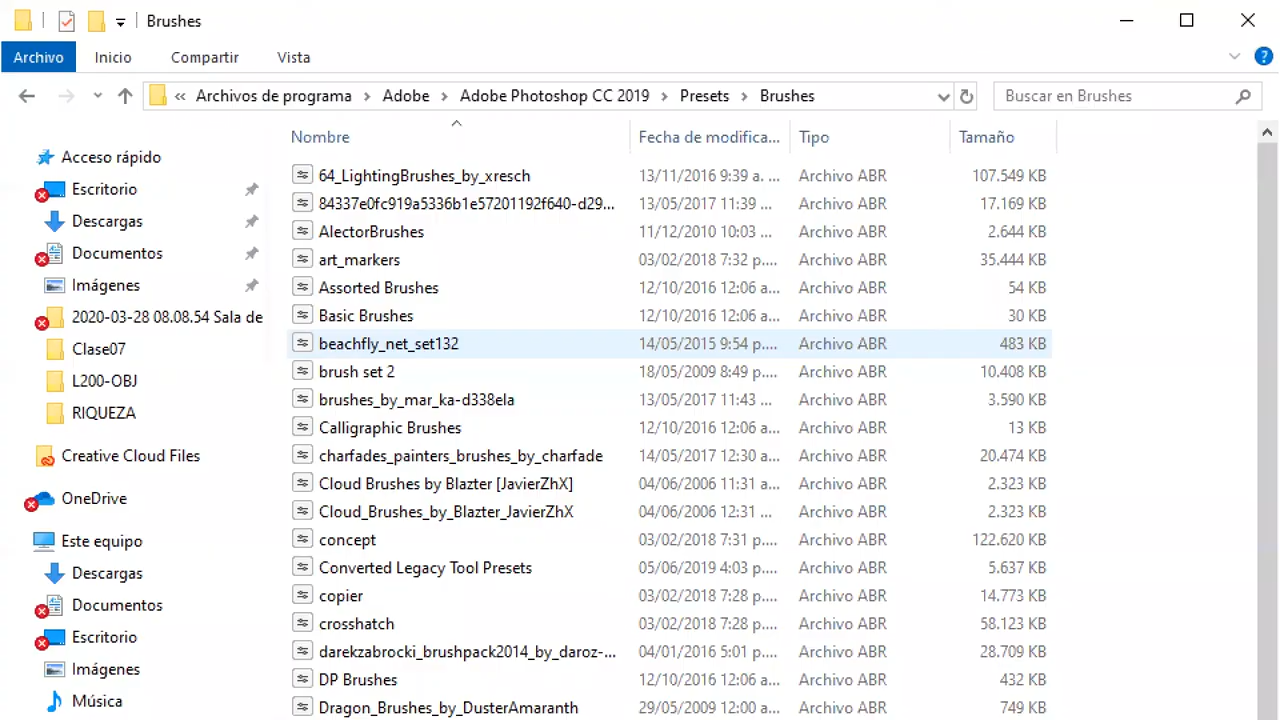 Brushes
Archivo Inicio Compartir Vista
« Archivos de programa > Adobe > Adobe Photoshop CC 2019 > Presets > Brushes
Buscar en Brushes
Acceso rápido
Escritorio
Descargas
Documentos
Imágenes
2020-03-28 08.08.54 Sala de
Clase07
L200-OBJ
RIQUEZA
Creative Cloud Files
OneDrive
Este equipo
Descargas
Documentos
Escritorio
Imágenes
Música
Nombre Fecha de modifica... Tipo Tamaño
64_LightingBrushes_by_xresch 13/11/2016 9:39 a. ... Archivo ABR 107.549 KB
84337e0fc919a5336b1e57201192f640-d29... 13/05/2017 11:39 ... Archivo ABR 17.169 KB
AlectorBrushes 11/12/2010 10:03 ... Archivo ABR 2.644 KB
art_markers 03/02/2018 7:32 p.... Archivo ABR 35.444 KB
Assorted Brushes 12/10/2016 12:06 a... Archivo ABR 54 KB
Basic Brushes 12/10/2016 12:06 a... Archivo ABR 30 KB
beachfly_net_set132 14/05/2015 9:54 p.... Archivo ABR 483 KB
brush set 2 18/05/2009 8:49 p.... Archivo ABR 10.408 KB
brushes_by_mar_ka-d338ela 13/05/2017 11:43 ... Archivo ABR 3.590 KB
Calligraphic Brushes 12/10/2016 12:06 a... Archivo ABR 13 KB
charfades_painters_brushes_by_charfade 14/05/2017 12:30 a... Archivo ABR 20.474 KB
Cloud Brushes by Blazter [JavierZhX] 04/06/2006 11:31 a... Archivo ABR 2.323 KB
Cloud_Brushes_by_Blazter_JavierZhX 04/06/2006 12:31 ... Archivo ABR 2.323 KB
concept 03/02/2018 7:31 p.... Archivo ABR 122.620 KB
Converted Legacy Tool Presets 05/06/2019 4:03 p.... Archivo ABR 5.637 KB
copier 03/02/2018 7:28 p.... Archivo ABR 14.773 KB
crosshatch 03/02/2018 7:28 p.... Archivo ABR 58.123 KB
darekzabrocki_brushpack2014_by_daroz-... 04/01/2016 5:01 p.... Archivo ABR 28.709 KB
DP Brushes 12/10/2016 12:06 a... Archivo ABR 432 KB
Dragon_Brushes_by_DusterAmaranth 29/05/2009 12:00 a... Archivo ABR 749 KB